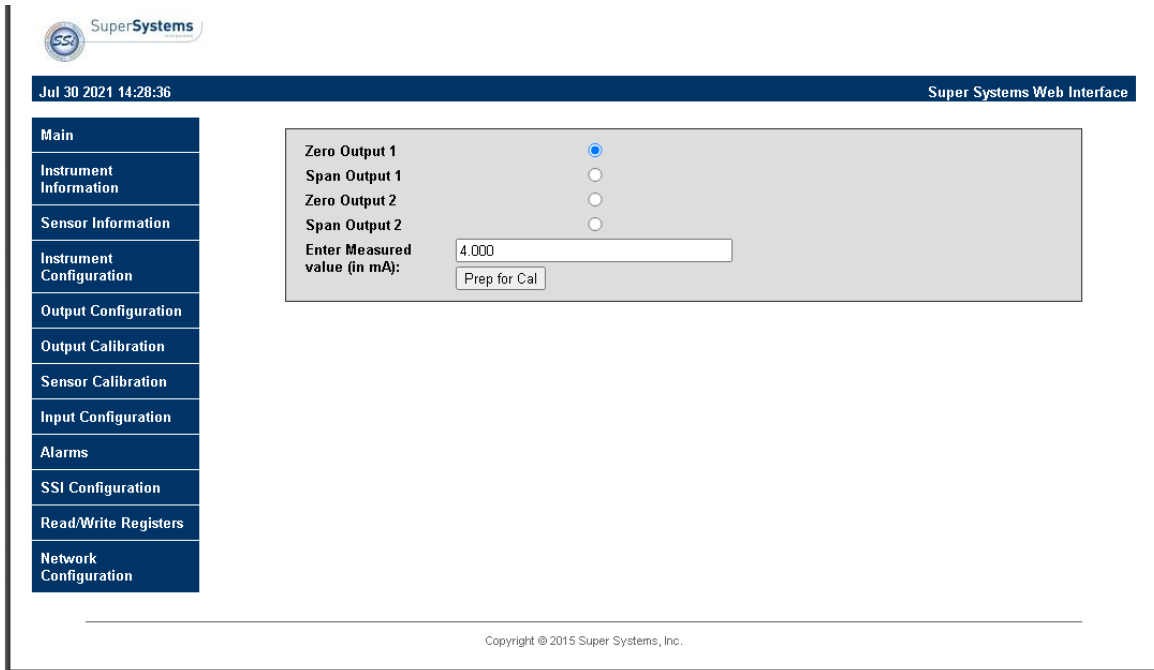 SSi
SuperSystems
Jul 30 2021 14:28:36
Super Systems Web Interface
Main
Instrument
Information
Sensor Information
Instrument
Configuration
Output Configuration
Output Calibration
Sensor Calibration
Input Configuration
Alarms
SSI Configuration
Read/Write Registers
Network
Configuration
Zero Output 1
Span Output 1
Zero Output 2
Span Output 2
Enter Measured
value (in mA):
4.000
Prep for Cal
Copyright © 2015 Super Systems, Inc.